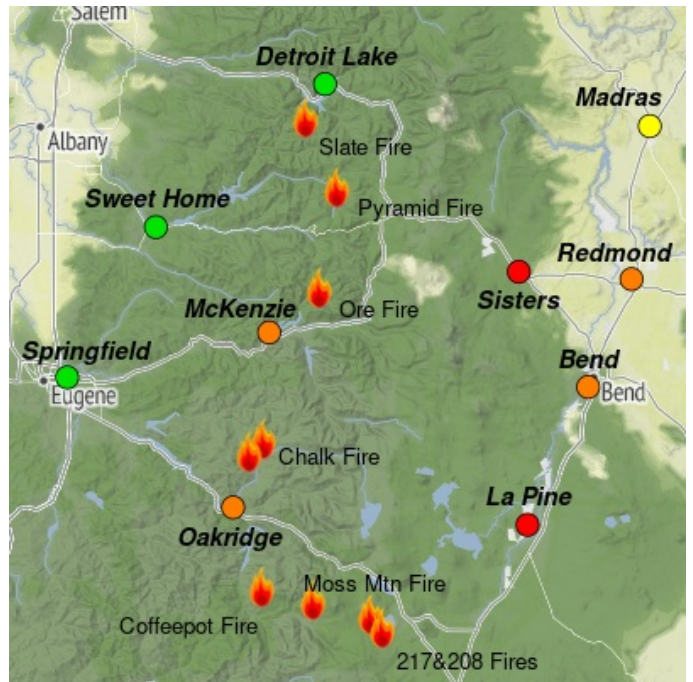 Salem
Detroit Lake
Madras
Albany
Slate Fire
Sweet Home
Pyramid Fire
Redmond
Sisters
McKenzie
Ore Fire
Springfield
Eugene
Bend
Bend
Chalk Fire
La Pine
Oakridge
Moss Mtn Fire
Coffeepot Fire
217&208 Fires